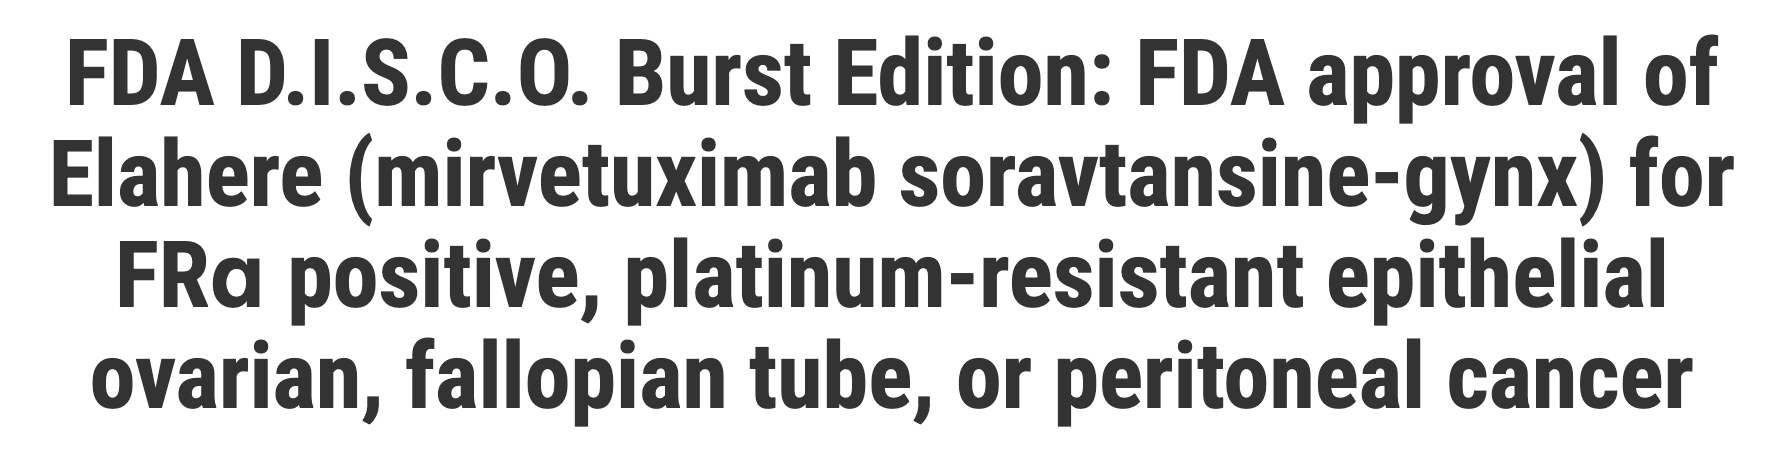 FDA D.I.S.C.O. Burst Edition: FDA approval of
Elahere (mirvetuximab soravtansine-gynx) for
FRα positive, platinum-resistant epithelial
ovarian, fallopian tube, or peritoneal cancer